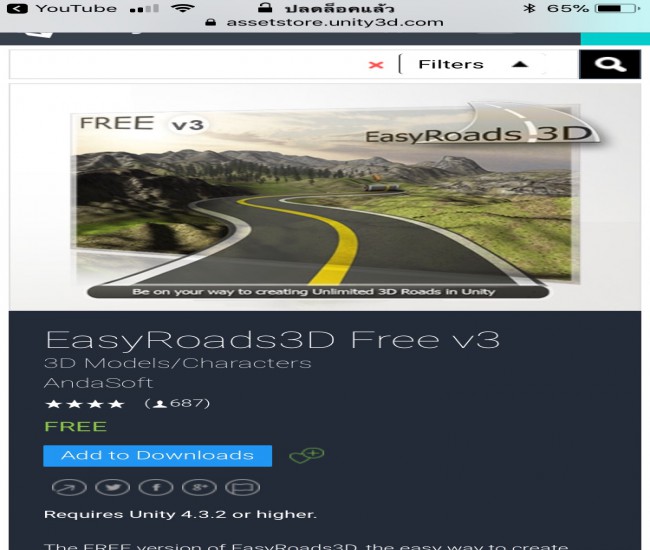 YouTube ปลดล็อคแล้ว 65%
assetstore.unity3d.com
Filters
FREE v3
EasyRoads 3D
Be on your way to creating Unlimited 3D Roads in Unity
EasyRoads3D Free v3
3D Models/Characters
AndaSoft
(687)
FREE
Add to Downloads
Requires Unity 4.3.2 or higher.
The FREE version of EasyRoads3D, the easy way to create